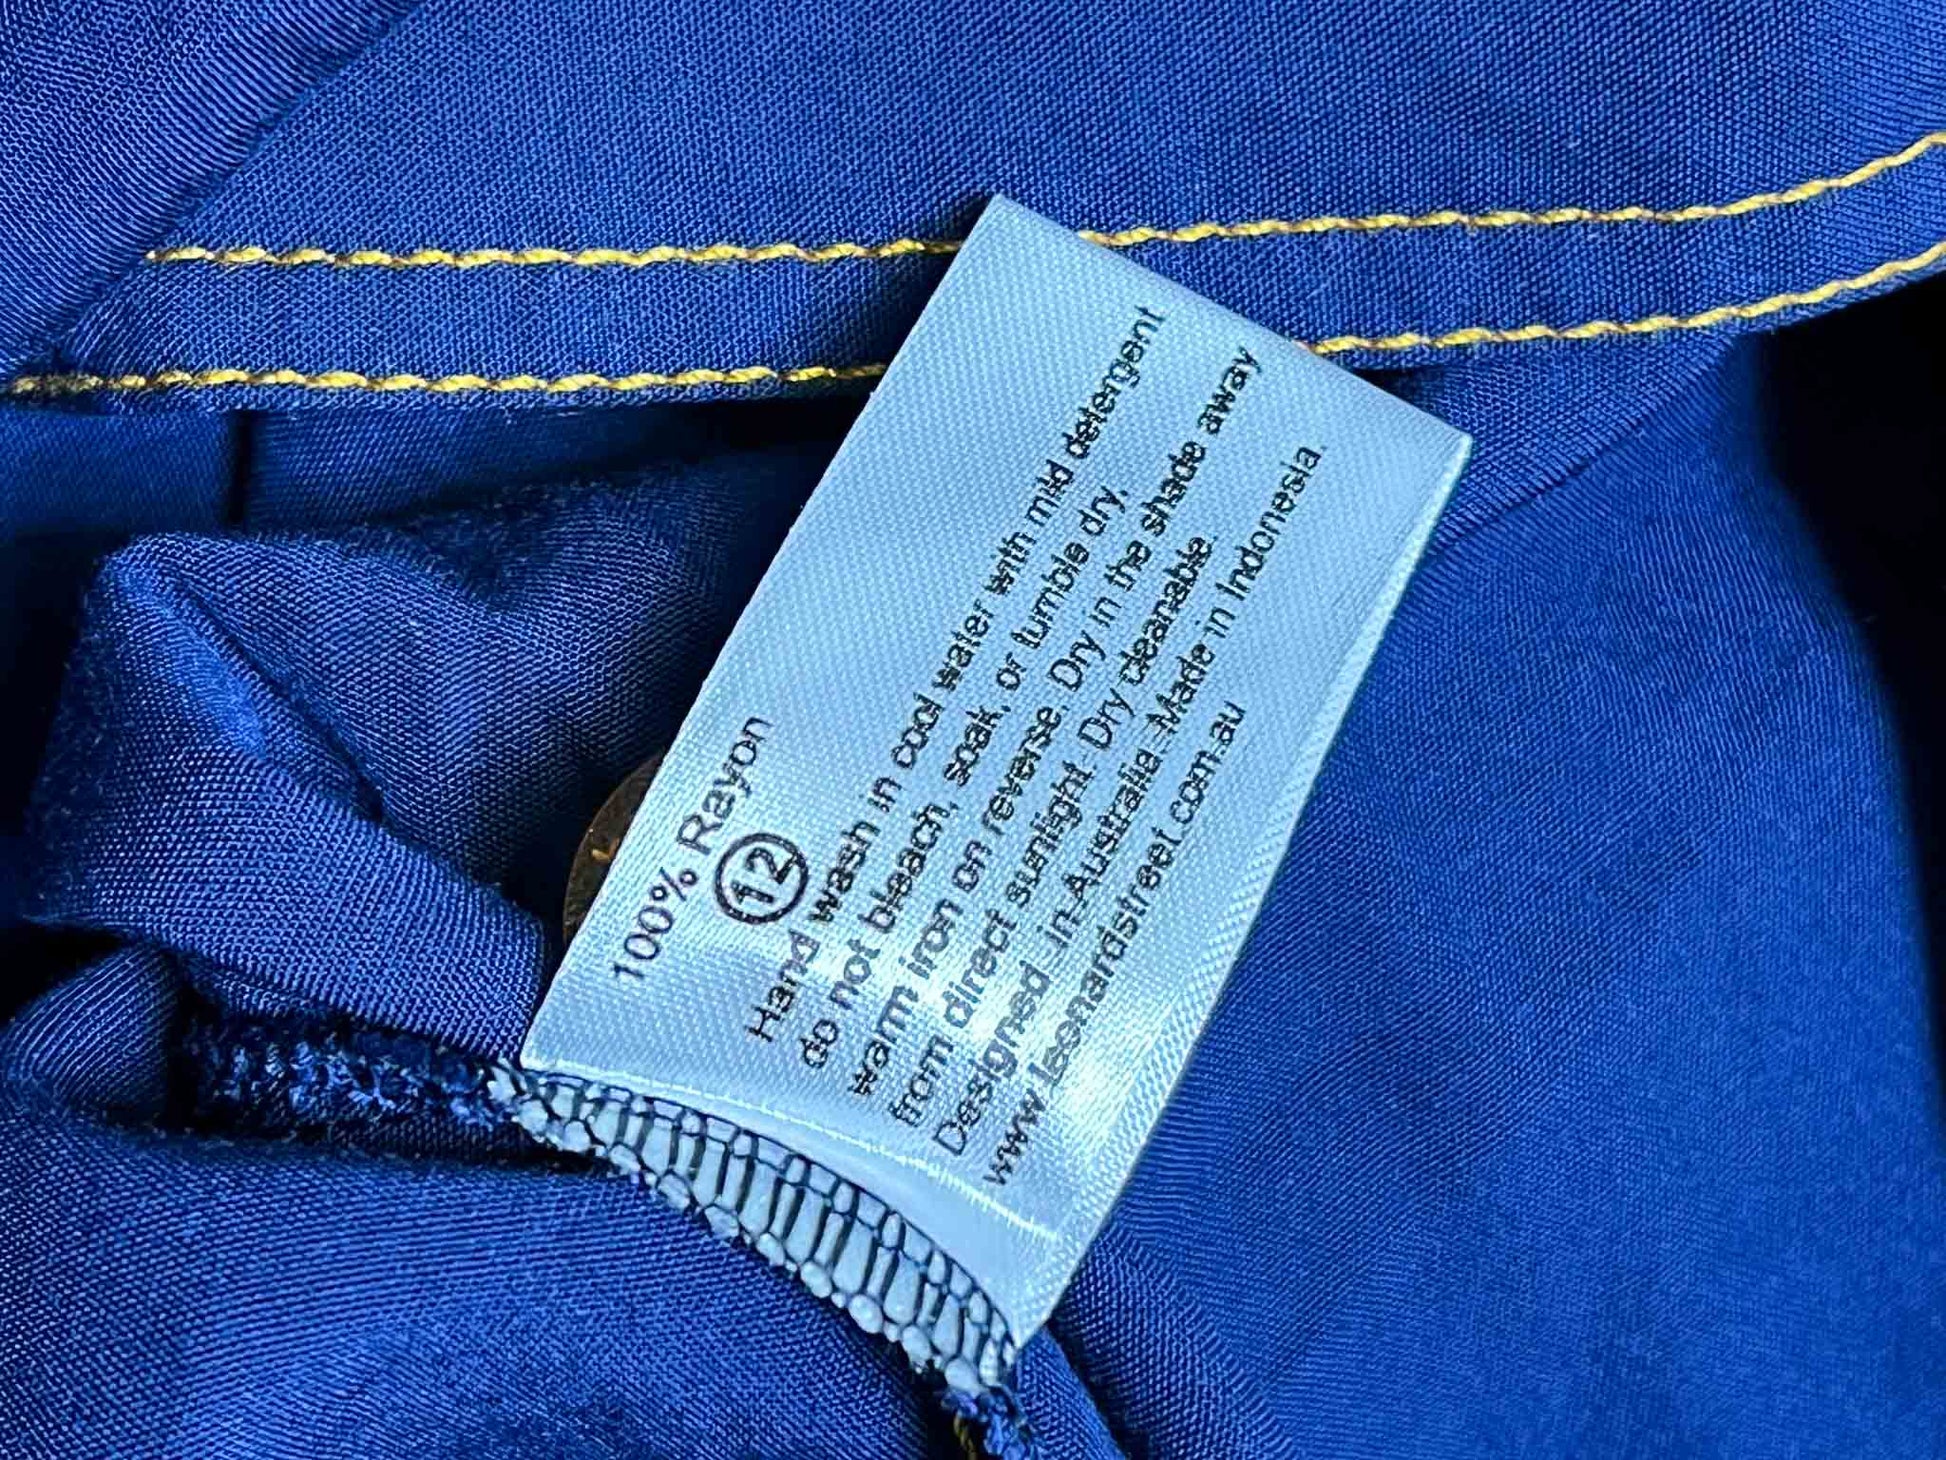 100% Rayon
12
Hand wash in cool water with mild detergent
do not bleach, soak, or tumble dry,
warm iron on reverse. Dry in the shade away
from direct sunlight. Dry cleanable.
Designed in Australia. Made in Indonesia.
www.leonardstreet.com.au